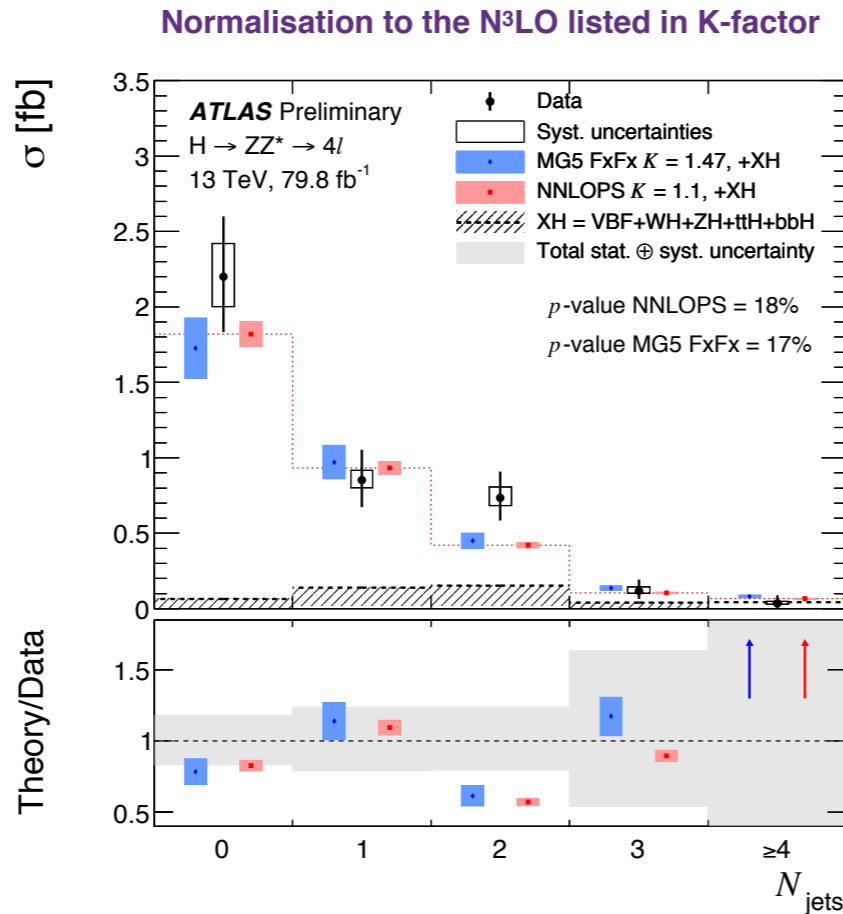 Normalisation to the N³LO listed in K-factor
σ [fb]
3.5
3
2.5
2
1.5
1
0.5
0
ATLAS Preliminary
H → ZZ* → 4l
13 TeV, 79.8 fb⁻¹
Data
Syst. uncertainties
MG5 FxFx K = 1.47, +XH
NNLOPS K = 1.1, +XH
XH = VBF+WH+ZH+ttH+bbH
Total stat. ⊕ syst. uncertainty
p-value NNLOPS = 18%
p-value MG5 FxFx = 17%
Theory/Data
1.5
1
0.5
0 1 2 3 ≥4
N jets